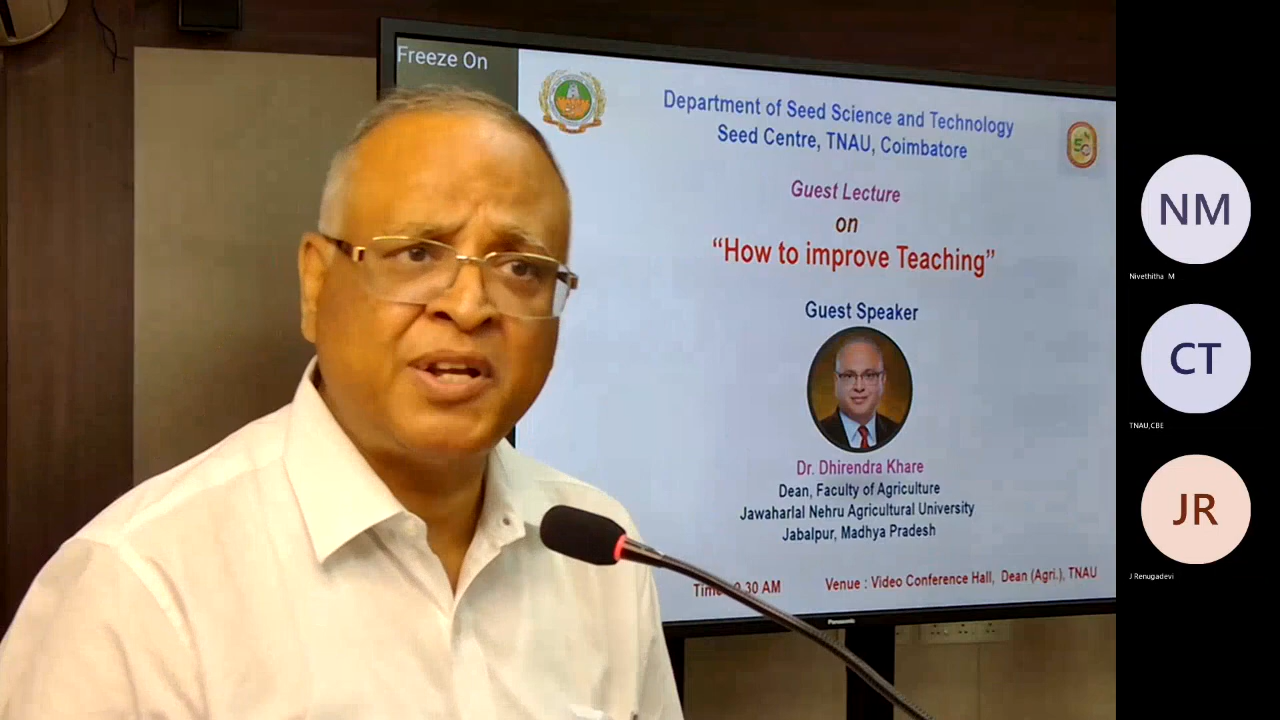 Freeze On
Department of Seed Science and Technology
Seed Centre, TNAU, Coimbatore
Guest Lecture
on
“How to improve Teaching”
Guest Speaker
Dr. Dhirendra Khare
Dean, Faculty of Agriculture
Jawaharlal Nehru Agricultural University
Jabalpur, Madhya Pradesh
30 AM
Venue : Video Conference Hall, Dean (Agri.), TNAU
Panasonic
NM
Nivethitha M
CT
TNAU,CBE
JR
J Renugadevi